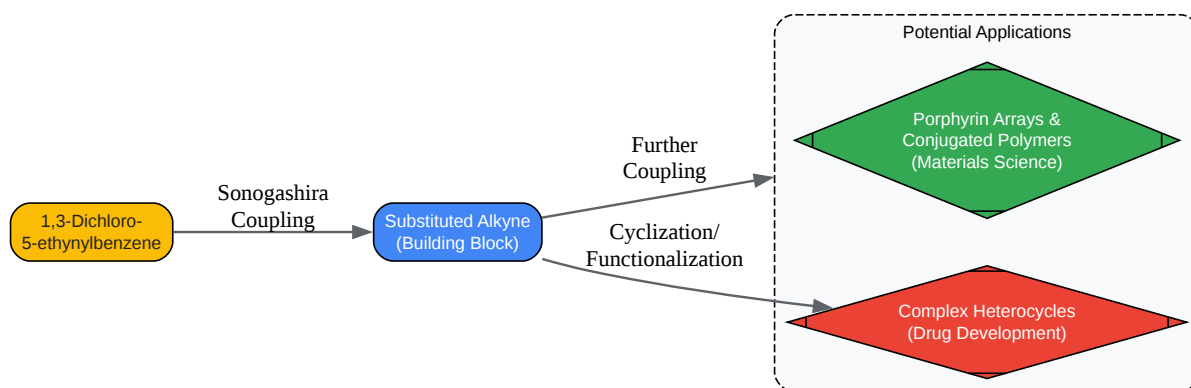 1,3-Dichloro-
5-ethynylbenzene
Sonogashira
Coupling
Substituted Alkyne
(Building Block)
Further
Coupling
Cyclization/
Functionalization
Potential Applications
Porphyrin Arrays &
Conjugated Polymers
(Materials Science)
Complex Heterocycles
(Drug Development)